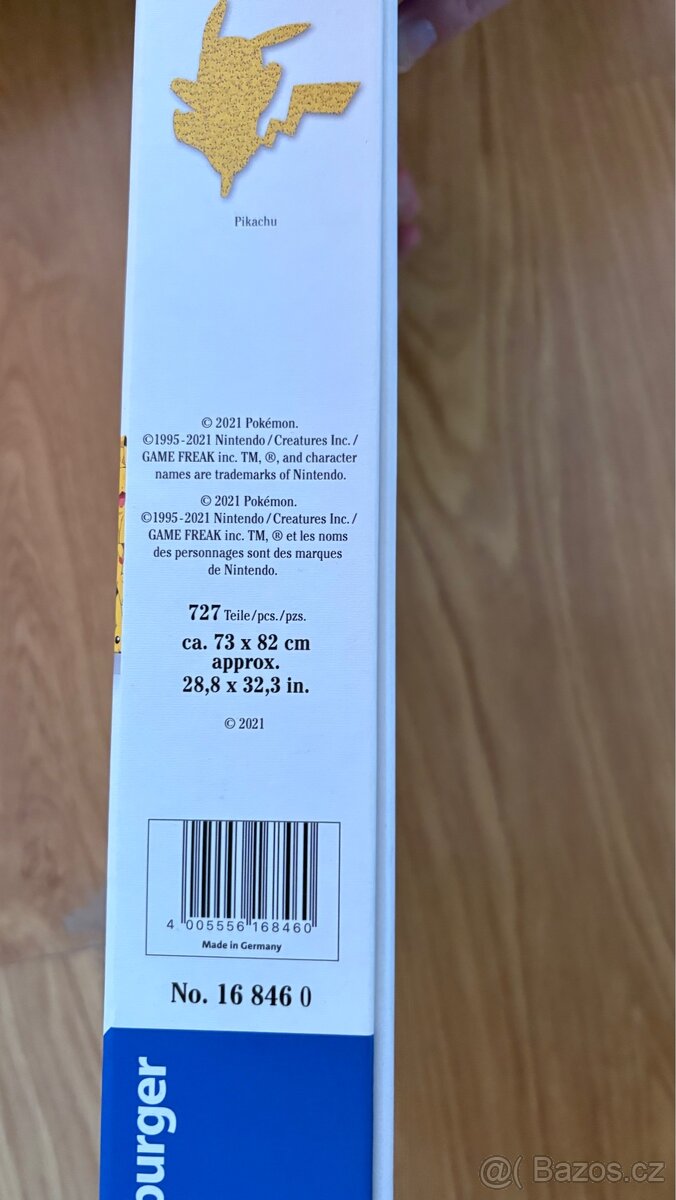 Pikachu
© 2021 Pokémon.
©1995-2021 Nintendo/Creatures Inc./
GAME FREAK inc. TM, ®, and character
names are trademarks of Nintendo.
© 2021 Pokémon.
©1995-2021 Nintendo/Creatures Inc./
GAME FREAK inc. TM, ® et les noms
des personnages sont des marques
de Nintendo.
727 Teile/pcs./pzs.
ca. 73 x 82 cm
approx.
28,8 x 32,3 in.
© 2021
4 005556 168460
Made in Germany
No. 16 846 0
burger
@( Bazos.cz